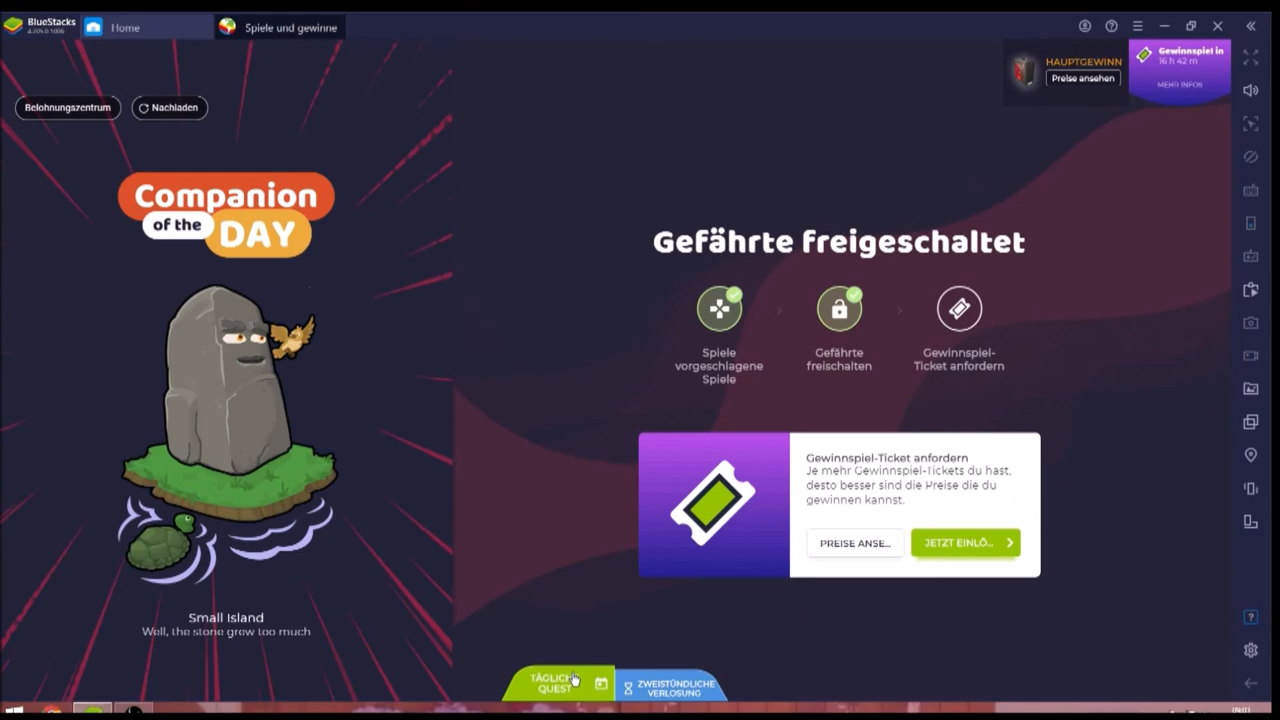 BlueStacks
Home
Spiele und gewinne
HAUPTGEWINN
Preise ansehen
Gewinnspiel in
16 h 42 m
MEHR INFOS
Belohnungszentrum
Nachladen
Companion
of the
DAY
Gefährte freigeschaltet
Spiele
vorgeschlagene
Spiele
Gefährte
freischalten
Gewinnspiel-
Ticket anfordern
Gewinnspiel-Ticket anfordern
Je mehr Gewinnspiel-Tickets du hast,
desto besser sind die Preise die du
gewinnen kannst.
PREISE ANSE...
JETZT EINLÖ...
Small Island
Well, the stone grew too much
QUEST
ZWEISTÜNDLICHE
VERLOSUNG